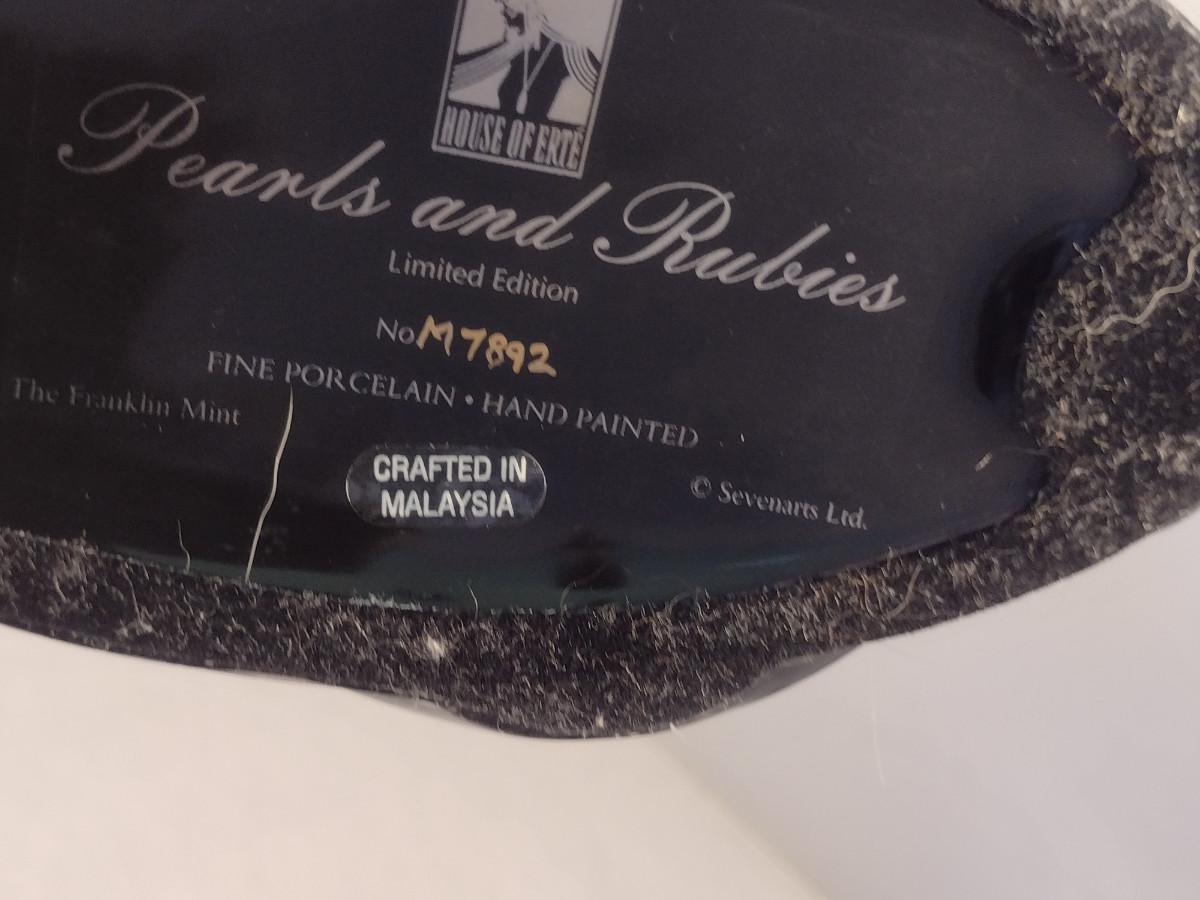 HOUSE OF ERTÉ
Pearls and Rubies
Limited Edition
No M7892
FINE PORCELAIN • HAND PAINTED
The Franklin Mint
CRAFTED IN
MALAYSIA
© Sevenarts Ltd.